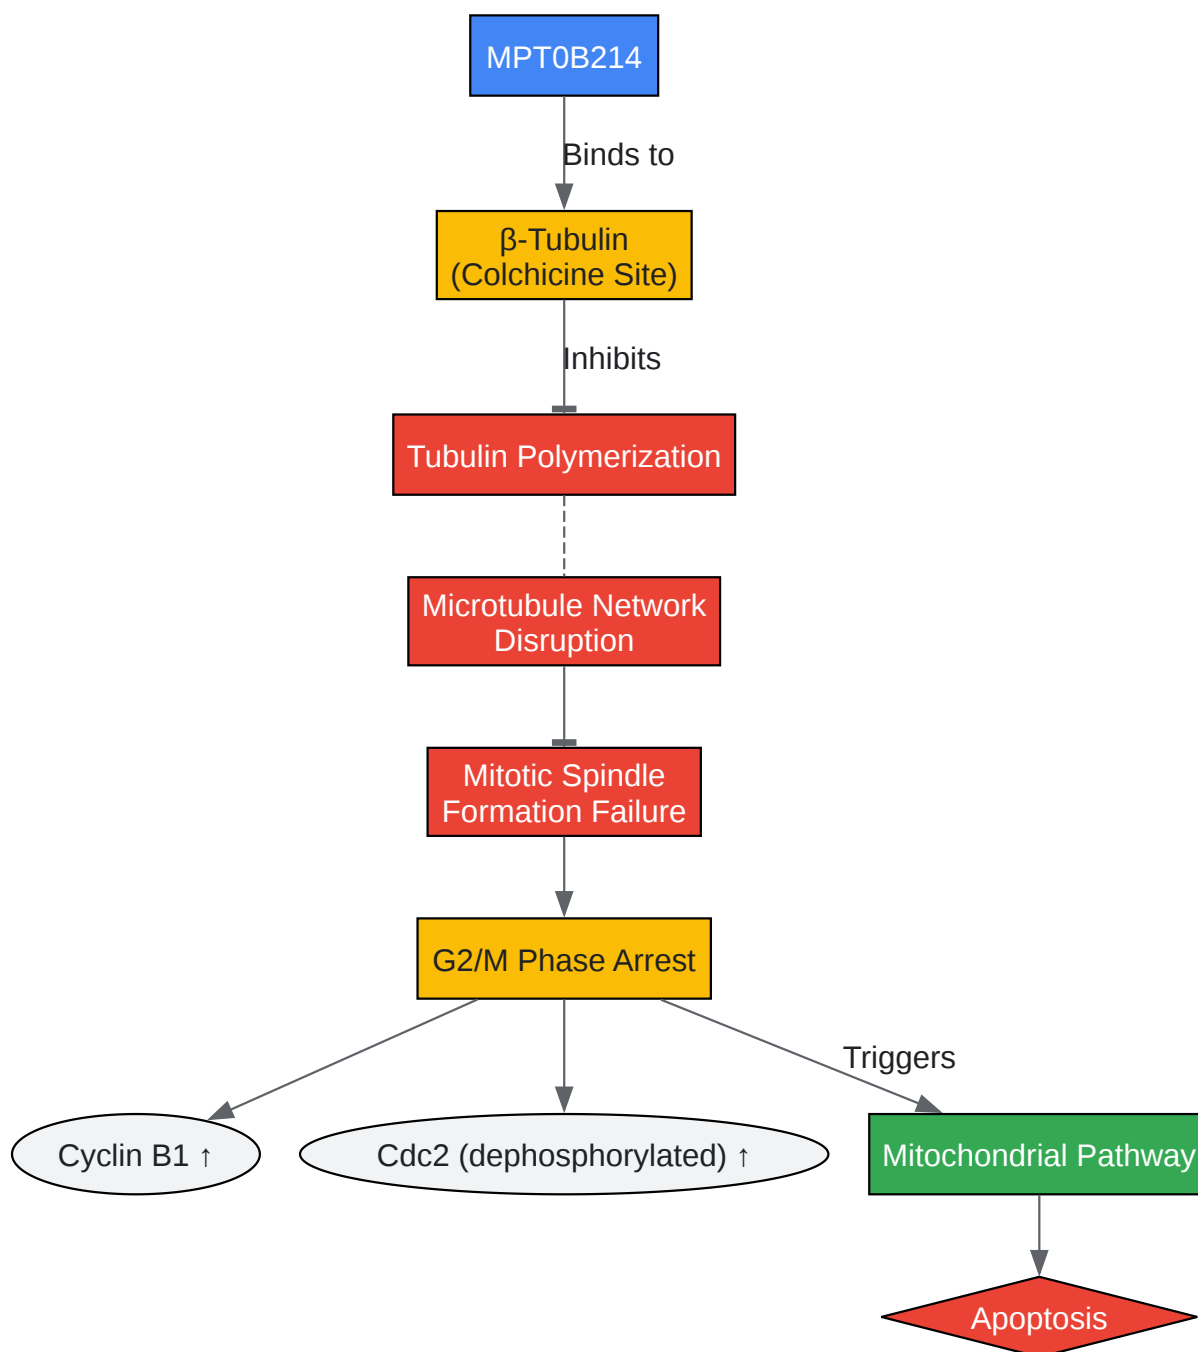 MPT0B214
Binds to
β-Tubulin
(Colchicine Site)
Inhibits
Tubulin Polymerization
Microtubule Network
Disruption
Mitotic Spindle
Formation Failure
G2/M Phase Arrest
Triggers
Cyclin B1 ↑
Cdc2 (dephosphorylated) ↑
Mitochondrial Pathway
Apoptosis